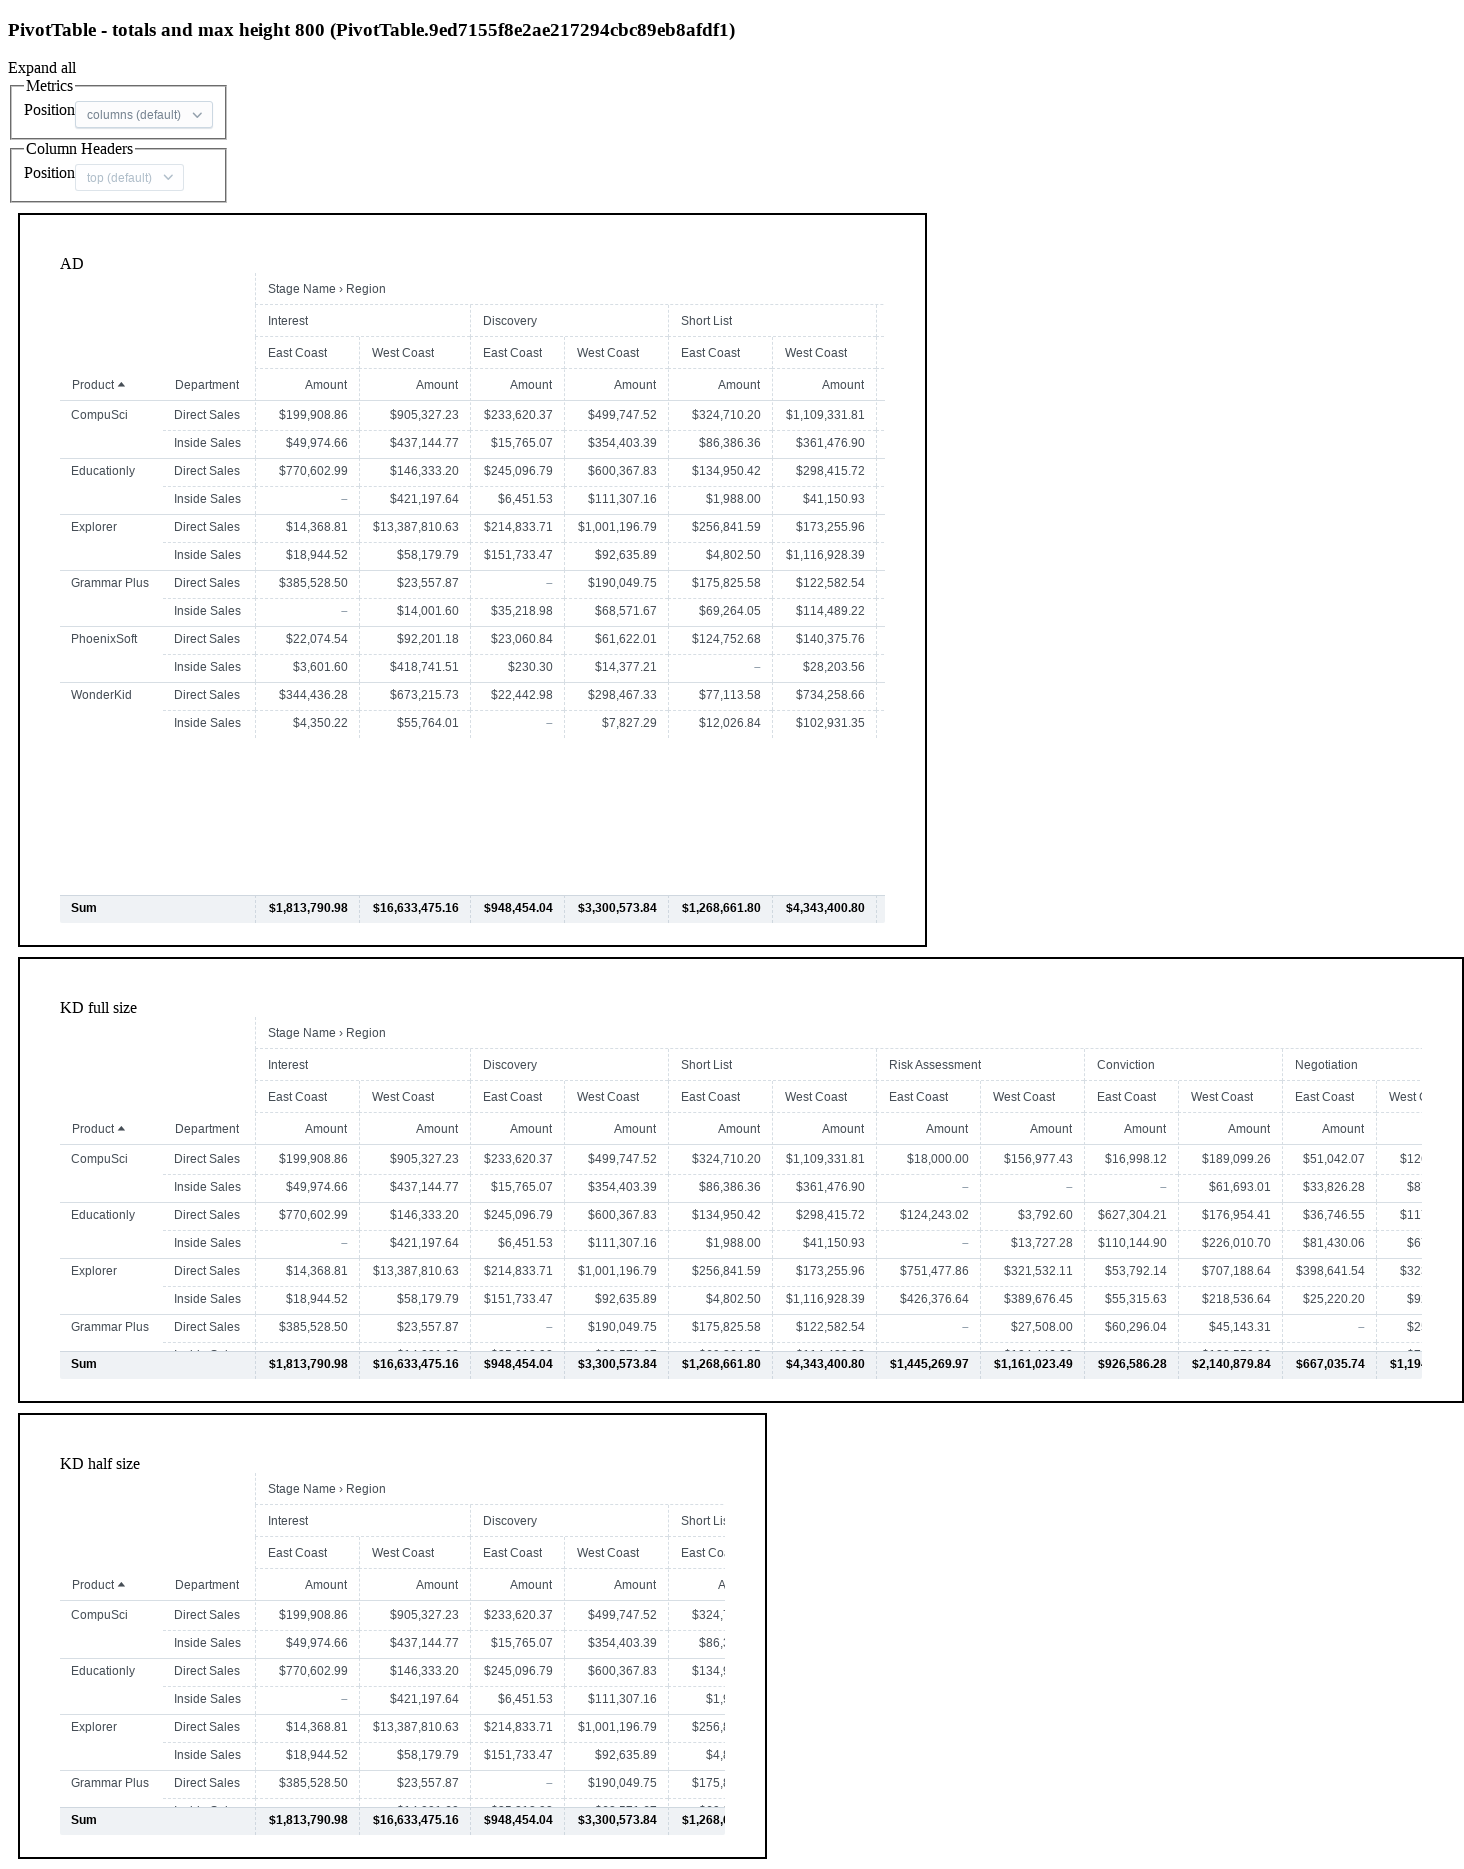 PivotTable - totals and max height 800 (PivotTable.9ed7155f8e2ae217294cbc89eb8afdf1)
Expand all
Metrics
Position columns (default)
Column Headers
Position top (default)
AD
Stage Name › Region
Interest Discovery Short List
East Coast West Coast East Coast West Coast East Coast West Coast
Product Department Amount Amount Amount Amount Amount Amount
CompuSci Direct Sales $199,908.86 $905,327.23 $233,620.37 $499,747.52 $324,710.20 $1,109,331.81
Inside Sales $49,974.66 $437,144.77 $15,765.07 $354,403.39 $86,386.36 $361,476.90
Educationly Direct Sales $770,602.99 $146,333.20 $245,096.79 $600,367.83 $134,950.42 $298,415.72
Inside Sales – $421,197.64 $6,451.53 $111,307.16 $1,988.00 $41,150.93
Explorer Direct Sales $14,368.81 $13,387,810.63 $214,833.71 $1,001,196.79 $256,841.59 $173,255.96
Inside Sales $18,944.52 $58,179.79 $151,733.47 $92,635.89 $4,802.50 $1,116,928.39
Grammar Plus Direct Sales $385,528.50 $23,557.87 – $190,049.75 $175,825.58 $122,582.54
Inside Sales – $14,001.60 $35,218.98 $68,571.67 $69,264.05 $114,489.22
PhoenixSoft Direct Sales $22,074.54 $92,201.18 $23,060.84 $61,622.01 $124,752.68 $140,375.76
Inside Sales $3,601.60 $418,741.51 $230.30 $14,377.21 – $28,203.56
WonderKid Direct Sales $344,436.28 $673,215.73 $22,442.98 $298,467.33 $77,113.58 $734,258.66
Inside Sales $4,350.22 $55,764.01 – $7,827.29 $12,026.84 $102,931.35
Sum $1,813,790.98 $16,633,475.16 $948,454.04 $3,300,573.84 $1,268,661.80 $4,343,400.80
KD full size
Stage Name › Region
Interest Discovery Short List Risk Assessment Conviction Negotiation
East Coast West Coast East Coast West Coast East Coast West Coast East Coast West Coast East Coast West Coast East Coast West
Product Department Amount Amount Amount Amount Amount Amount Amount Amount Amount Amount Amount
CompuSci Direct Sales $199,908.86 $905,327.23 $233,620.37 $499,747.52 $324,710.20 $1,109,331.81 $18,000.00 $156,977.43 $16,998.12 $189,099.26 $51,042.07
Inside Sales $49,974.66 $437,144.77 $15,765.07 $354,403.39 $86,386.36 $361,476.90 – – – $61,693.01 $33,826.28 $8
Educationly Direct Sales $770,602.99 $146,333.20 $245,096.79 $600,367.83 $134,950.42 $298,415.72 $124,243.02 $3,792.60 $627,304.21 $176,954.41 $36,746.55 $11
Inside Sales – $421,197.64 $6,451.53 $111,307.16 $1,988.00 $41,150.93 – $13,727.28 $110,144.90 $226,010.70 $81,430.06 $6
Explorer Direct Sales $14,368.81 $13,387,810.63 $214,833.71 $1,001,196.79 $256,841.59 $173,255.96 $751,477.86 $321,532.11 $53,792.14 $707,188.64 $398,641.54 $32
Inside Sales $18,944.52 $58,179.79 $151,733.47 $92,635.89 $4,802.50 $1,116,928.39 $426,376.64 $389,676.45 $55,315.63 $218,536.64 $25,220.20 $9
Grammar Plus Direct Sales $385,528.50 $23,557.87 – $190,049.75 $175,825.58 $122,582.54 – $27,508.00 $60,296.04 $45,143.31 – $2
Sum $1,813,790.98 $16,633,475.16 $948,454.04 $3,300,573.84 $1,268,661.80 $4,343,400.80 $1,445,269.97 $1,161,023.49 $926,586.28 $2,140,879.84 $667,035.74 $1,19
KD half size
Stage Name › Region
Interest Discovery Short Lis
East Coast West Coast East Coast West Coast East Co
Product Department Amount Amount Amount Amount A
CompuSci Direct Sales $199,908.86 $905,327.23 $233,620.37 $499,747.52 $324,
Inside Sales $49,974.66 $437,144.77 $15,765.07 $354,403.39 $86,
Educationly Direct Sales $770,602.99 $146,333.20 $245,096.79 $600,367.83 $134,
Inside Sales – $421,197.64 $6,451.53 $111,307.16 $1,
Explorer Direct Sales $14,368.81 $13,387,810.63 $214,833.71 $1,001,196.79 $256,
Inside Sales $18,944.52 $58,179.79 $151,733.47 $92,635.89 $4,
Grammar Plus Direct Sales $385,528.50 $23,557.87 – $190,049.75 $175,
Sum $1,813,790.98 $16,633,475.16 $948,454.04 $3,300,573.84 $1,268,